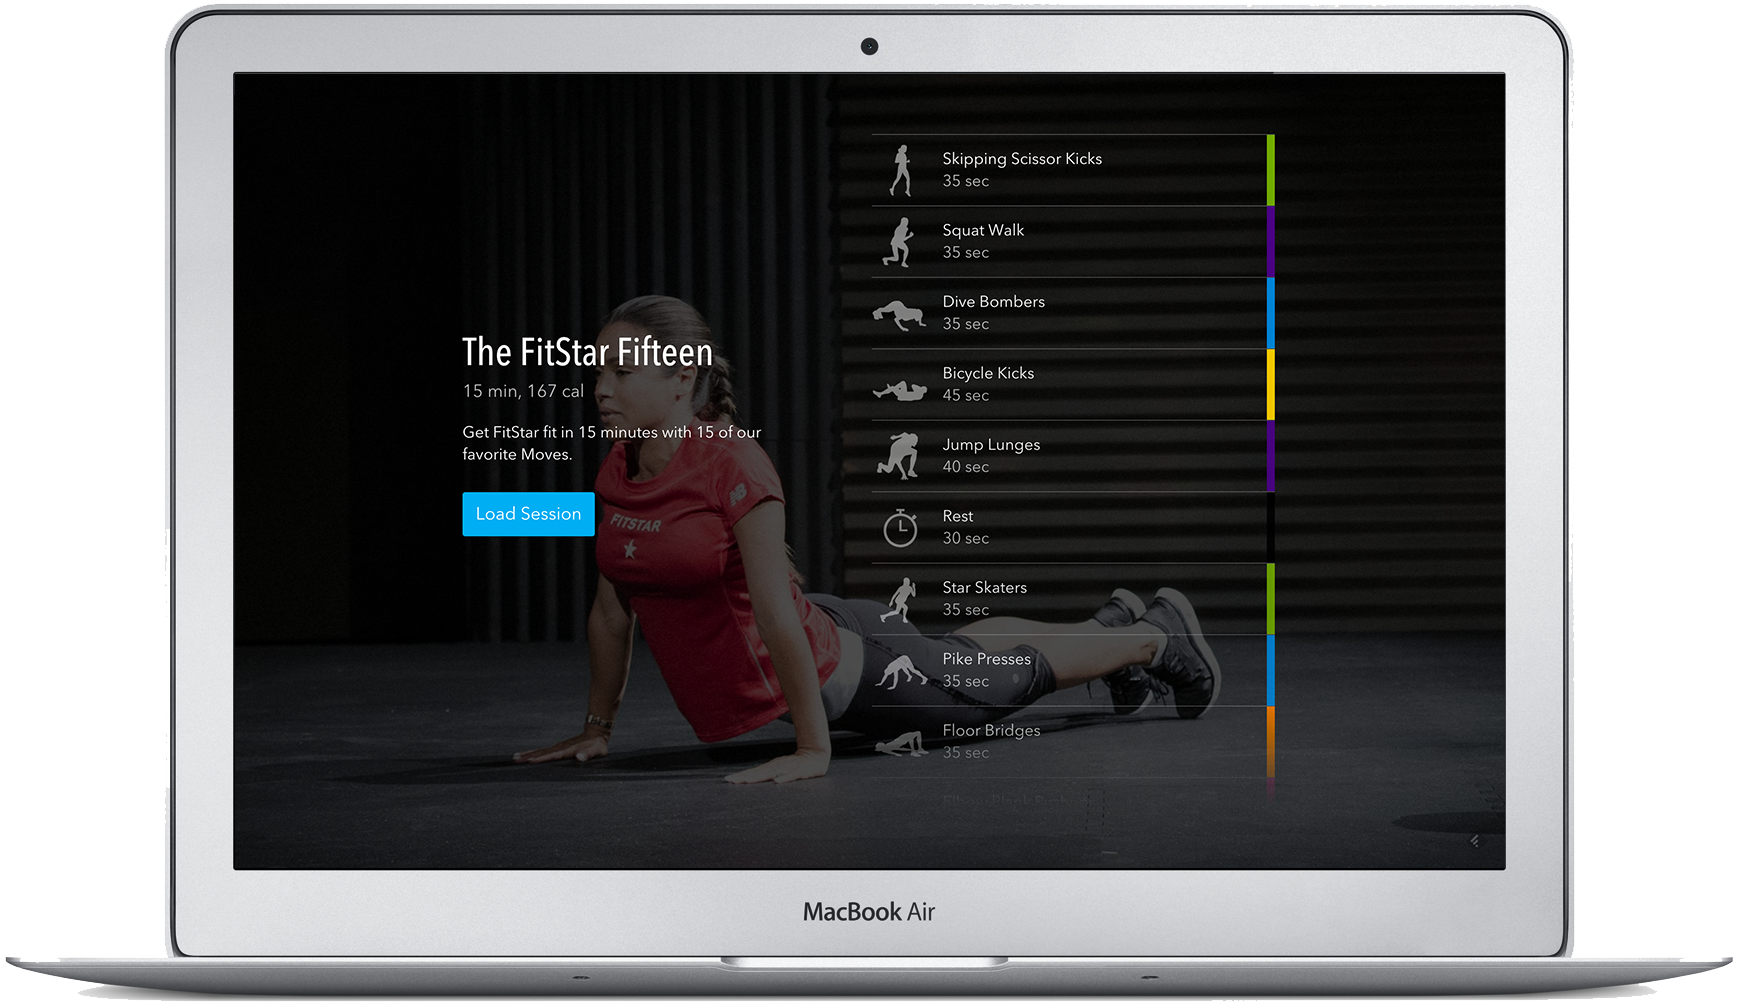 The FitStar Fifteen
15 min, 167 cal
Get FitStar fit in 15 minutes with 15 of our
favorite Moves.
Load Session
FITSTAR
NB
Skipping Scissor Kicks
35 sec
Squat Walk
35 sec
Dive Bombers
35 sec
Bicycle Kicks
45 sec
Jump Lunges
40 sec
Rest
30 sec
Star Skaters
35 sec
Pike Presses
35 sec
Floor Bridges
35 sec
MacBook Air